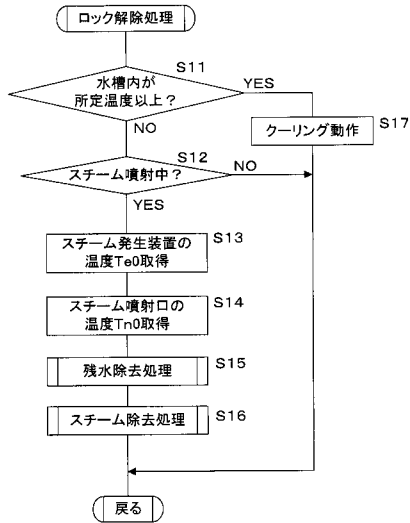 ロック解除処理
S11
水槽内が
所定温度以上？
YES
NO
クーリング動作
S17
S12
スチーム噴射中？
NO
YES
スチーム発生装置の
温度Te0取得
S13
スチーム噴射口の
温度Tn0取得
S14
残水除去処理
S15
スチーム除去処理
S16
戻る